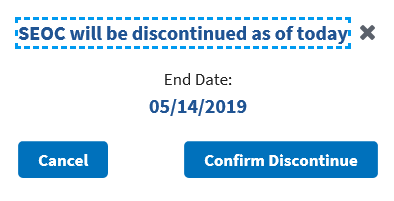 SEOC will be discontinued as of today
End Date:
05/14/2019
Cancel
Confirm Discontinue